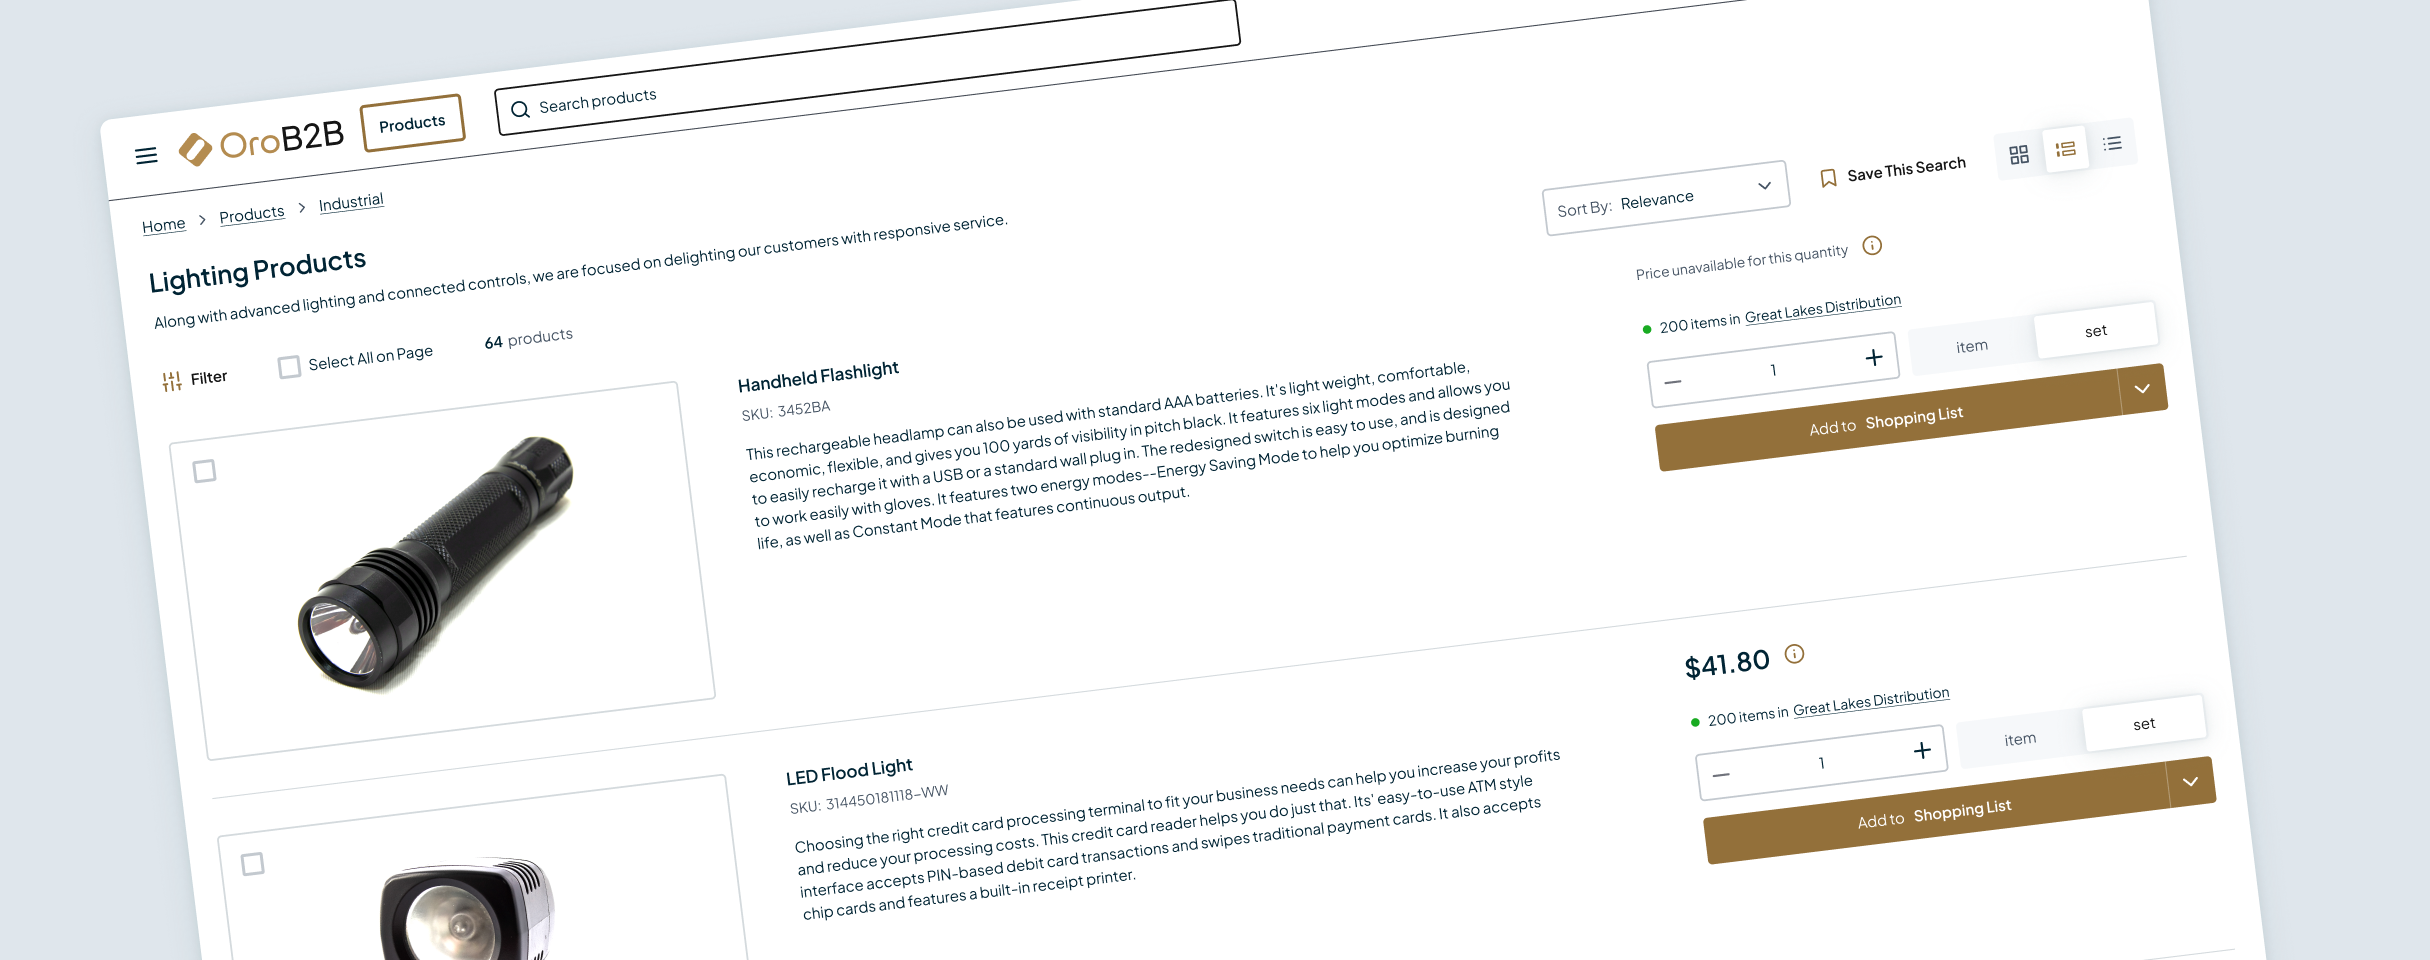 OroB2B
Products
Search products
Home > Products > Industrial
Lighting Products
Along with advanced lighting and connected controls, we are focused on delighting our customers with responsive service.
Filter
Select All on Page
64 products
Sort By: Relevance
Save This Search
Handheld Flashlight
SKU: 3452BA
This rechargeable headlamp can also be used with standard AAA batteries. It's light weight, comfortable,
economic, flexible, and gives you 100 yards of visibility in pitch black. It features six light modes and allows you
to easily recharge it with a USB or a standard wall plug in. The redesigned switch is easy to use, and is designed
to work easily with gloves. It features two energy modes--Energy Saving Mode to help you optimize burning
life, as well as Constant Mode that features continuous output.
Price unavailable for this quantity
200 items in Great Lakes Distribution
1
item
set
Add to Shopping List
LED Flood Light
SKU: 314450181118-WW
Choosing the right credit card processing terminal to fit your business needs can help you increase your profits
and reduce your processing costs. This credit card reader helps you do just that. Its' easy-to-use ATM style
interface accepts PIN-based debit card transactions and swipes traditional payment cards. It also accepts
chip cards and features a built-in receipt printer.
$41.80
200 items in Great Lakes Distribution
1
item
set
Add to Shopping List